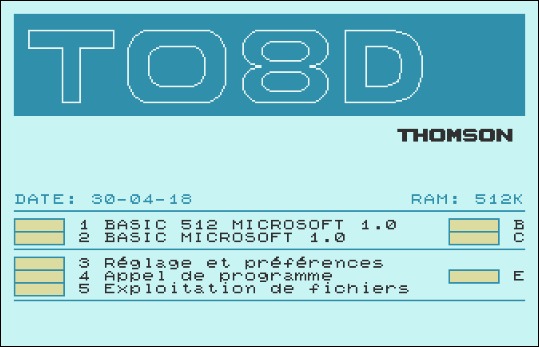 TO8D
THOMSON
DATE: 30-04-18 RAM: 512K
1 BASIC 512 MICROSOFT 1.0 B
2 BASIC MICROSOFT 1.0 C
3 Réglage et préférences
4 Appel de programme E
5 Exploitation de fichiers